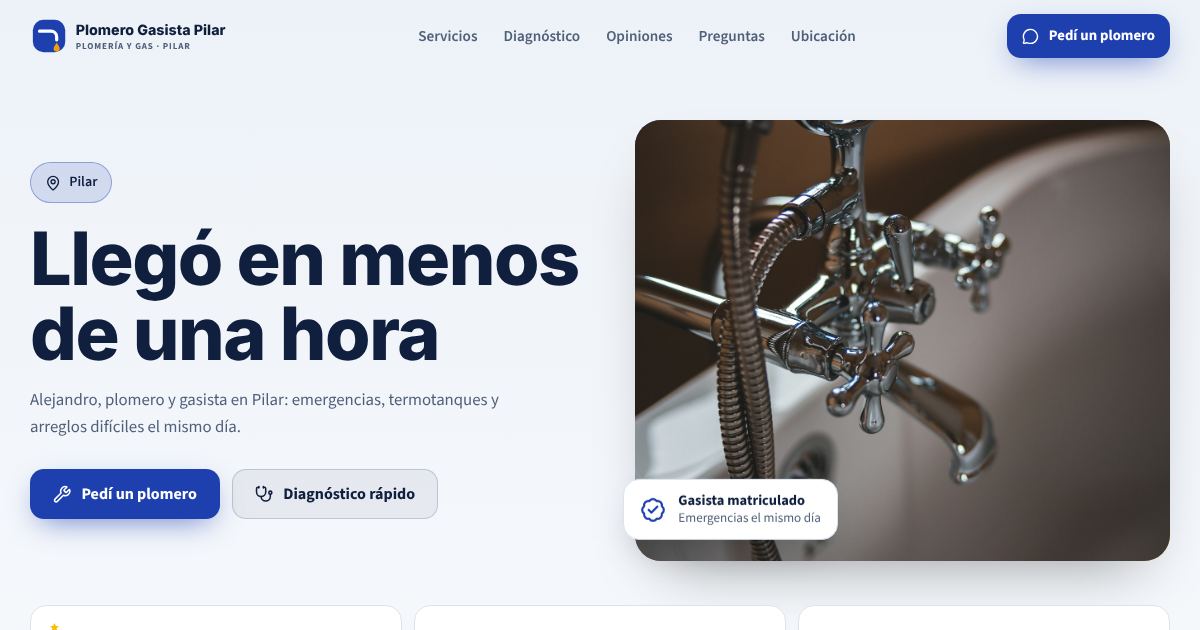 Plomero Gasista Pilar
PLOMERÍA Y GAS · PILAR
Servicios Diagnóstico Opiniones Preguntas Ubicación
Pedí un plomero
Pilar
Llegó en menos
de una hora
Alejandro, plomero y gasista en Pilar: emergencias, termotanques y
arreglos difíciles el mismo día.
Pedí un plomero
Diagnóstico rápido
Gasista matriculado
Emergencias el mismo día